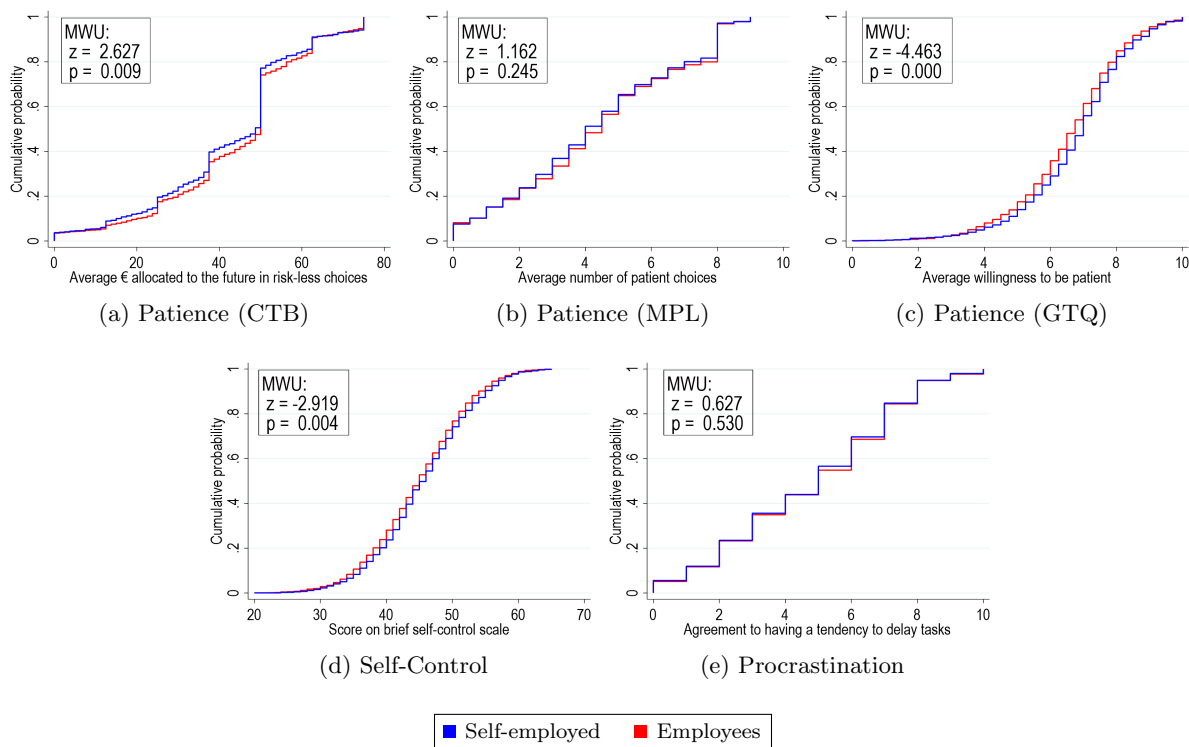 Cumulative probability
0 .2 .4 .6 .8 1
MWU:
z = 2.627
p = 0.009
0 20 40 60 80
Average € allocated to the future in risk-less choices
(a) Patience (CTB)
Cumulative probability
0 .2 .4 .6 .8 1
MWU:
z = 1.162
p = 0.245
0 2 4 6 8 10
Average number of patient choices
(b) Patience (MPL)
Cumulative probability
0 .2 .4 .6 .8 1
MWU:
z = -4.463
p = 0.000
0 2 4 6 8 10
Average willingness to be patient
(c) Patience (GTQ)
Cumulative probability
0 .2 .4 .6 .8 1
MWU:
z = -2.919
p = 0.004
20 30 40 50 60 70
Score on brief self-control scale
(d) Self-Control
Cumulative probability
0 .2 .4 .6 .8 1
MWU:
z = 0.627
p = 0.530
0 2 4 6 8 10
Agreement to having a tendency to delay tasks
(e) Procrastination
Self-employed Employees